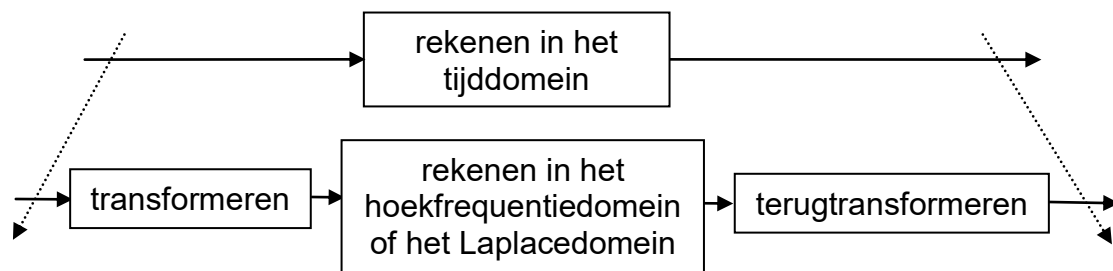 rekenen in het
tijddomein
transformeren
rekenen in het
hoekfrequentiedomein
of het Laplacedomein
terugtransformeren